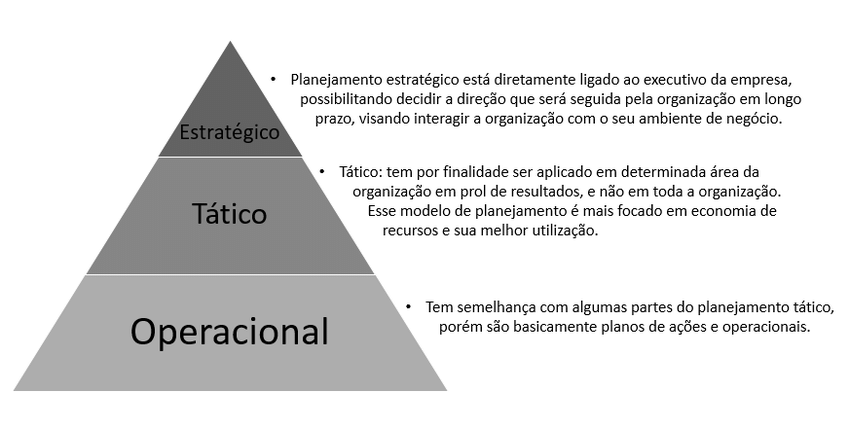 Estratégico
• Planejamento estratégico está diretamente ligado ao executivo da empresa,
possibilitando decidir a direção que será seguida pela organização em longo
prazo, visando interagir a organização com o seu ambiente de negócio.
Tático
• Tático: tem por finalidade ser aplicado em determinada área da
organização em prol de resultados, e não em toda a organização.
Esse modelo de planejamento é mais focado em economia de
recursos e sua melhor utilização.
Operacional
• Tem semelhança com algumas partes do planejamento tático,
porém são basicamente planos de ações e operacionais.